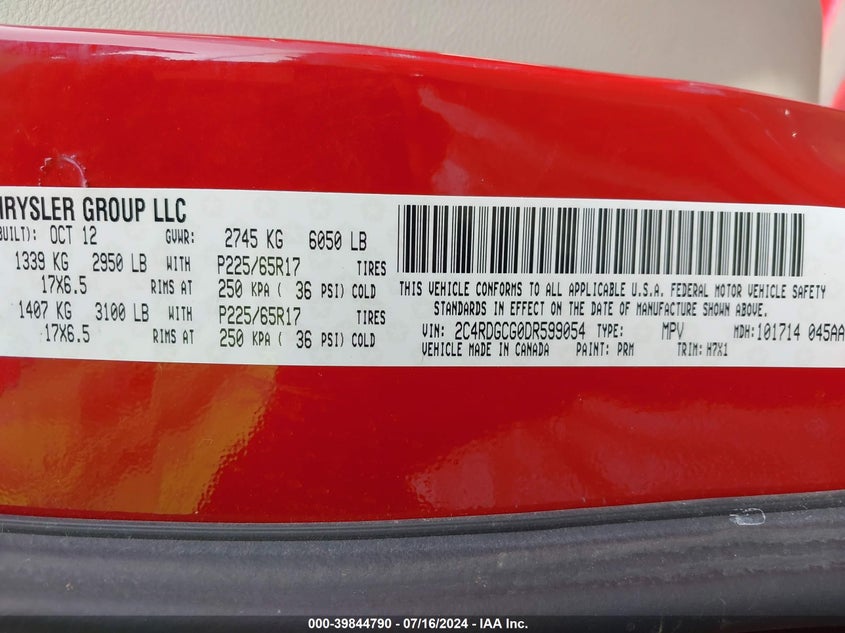 HRYSLER GROUP LLC
BUILT): OCT 12 GVWR: 2745 KG 6050 LB
1339 KG 2950 LB WITH P225/65R17 TIRES
17X6.5 RIMS AT 250 KPA ( 36 PSI) COLD
1407 KG 3100 LB WITH P225/65R17 TIRES
17X6.5 RIMS AT 250 KPA ( 36 PSI) COLD
THIS VEHICLE CONFORMS TO ALL APPLICABLE U.S.A. FEDERAL MOTOR VEHICLE SAFETY
STANDARDS IN EFFECT ON THE DATE OF MANUFACTURE SHOWN ABOVE.
VIN: 2C4RDGCG0DR599054 TYPE: MPV MDH:101714 045AA
VEHICLE MADE IN CANADA PAINT: PRM TRIM: H7X1
000-39844790 - 07/16/2024 - IAA Inc.